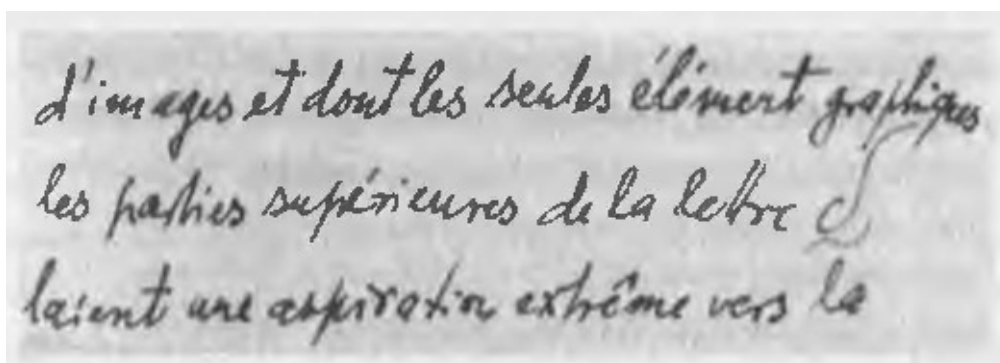 d'images et dont les seules élément graphiques
les parties supérieures de la lettre
laient une aspiration extrême vers la